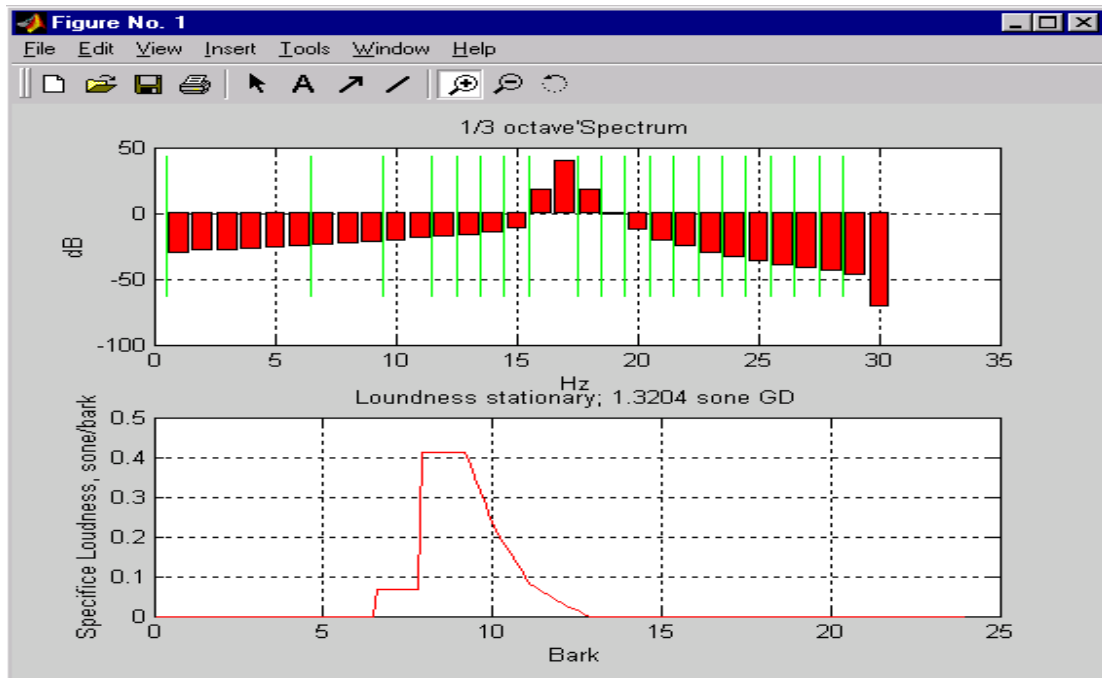 Figure No. 1
File Edit View Insert Tools Window Help
A
1/3 octave'Spectrum
dB
50
0
-50
-100
0 5 10 15 20 25 30 35
Hz
Loundness stationary; 1.3204 sone GD
Specifice Loudness, sone/bark
0.5
0.4
0.3
0.2
0.1
0
0 5 10 15 20 25
Bark